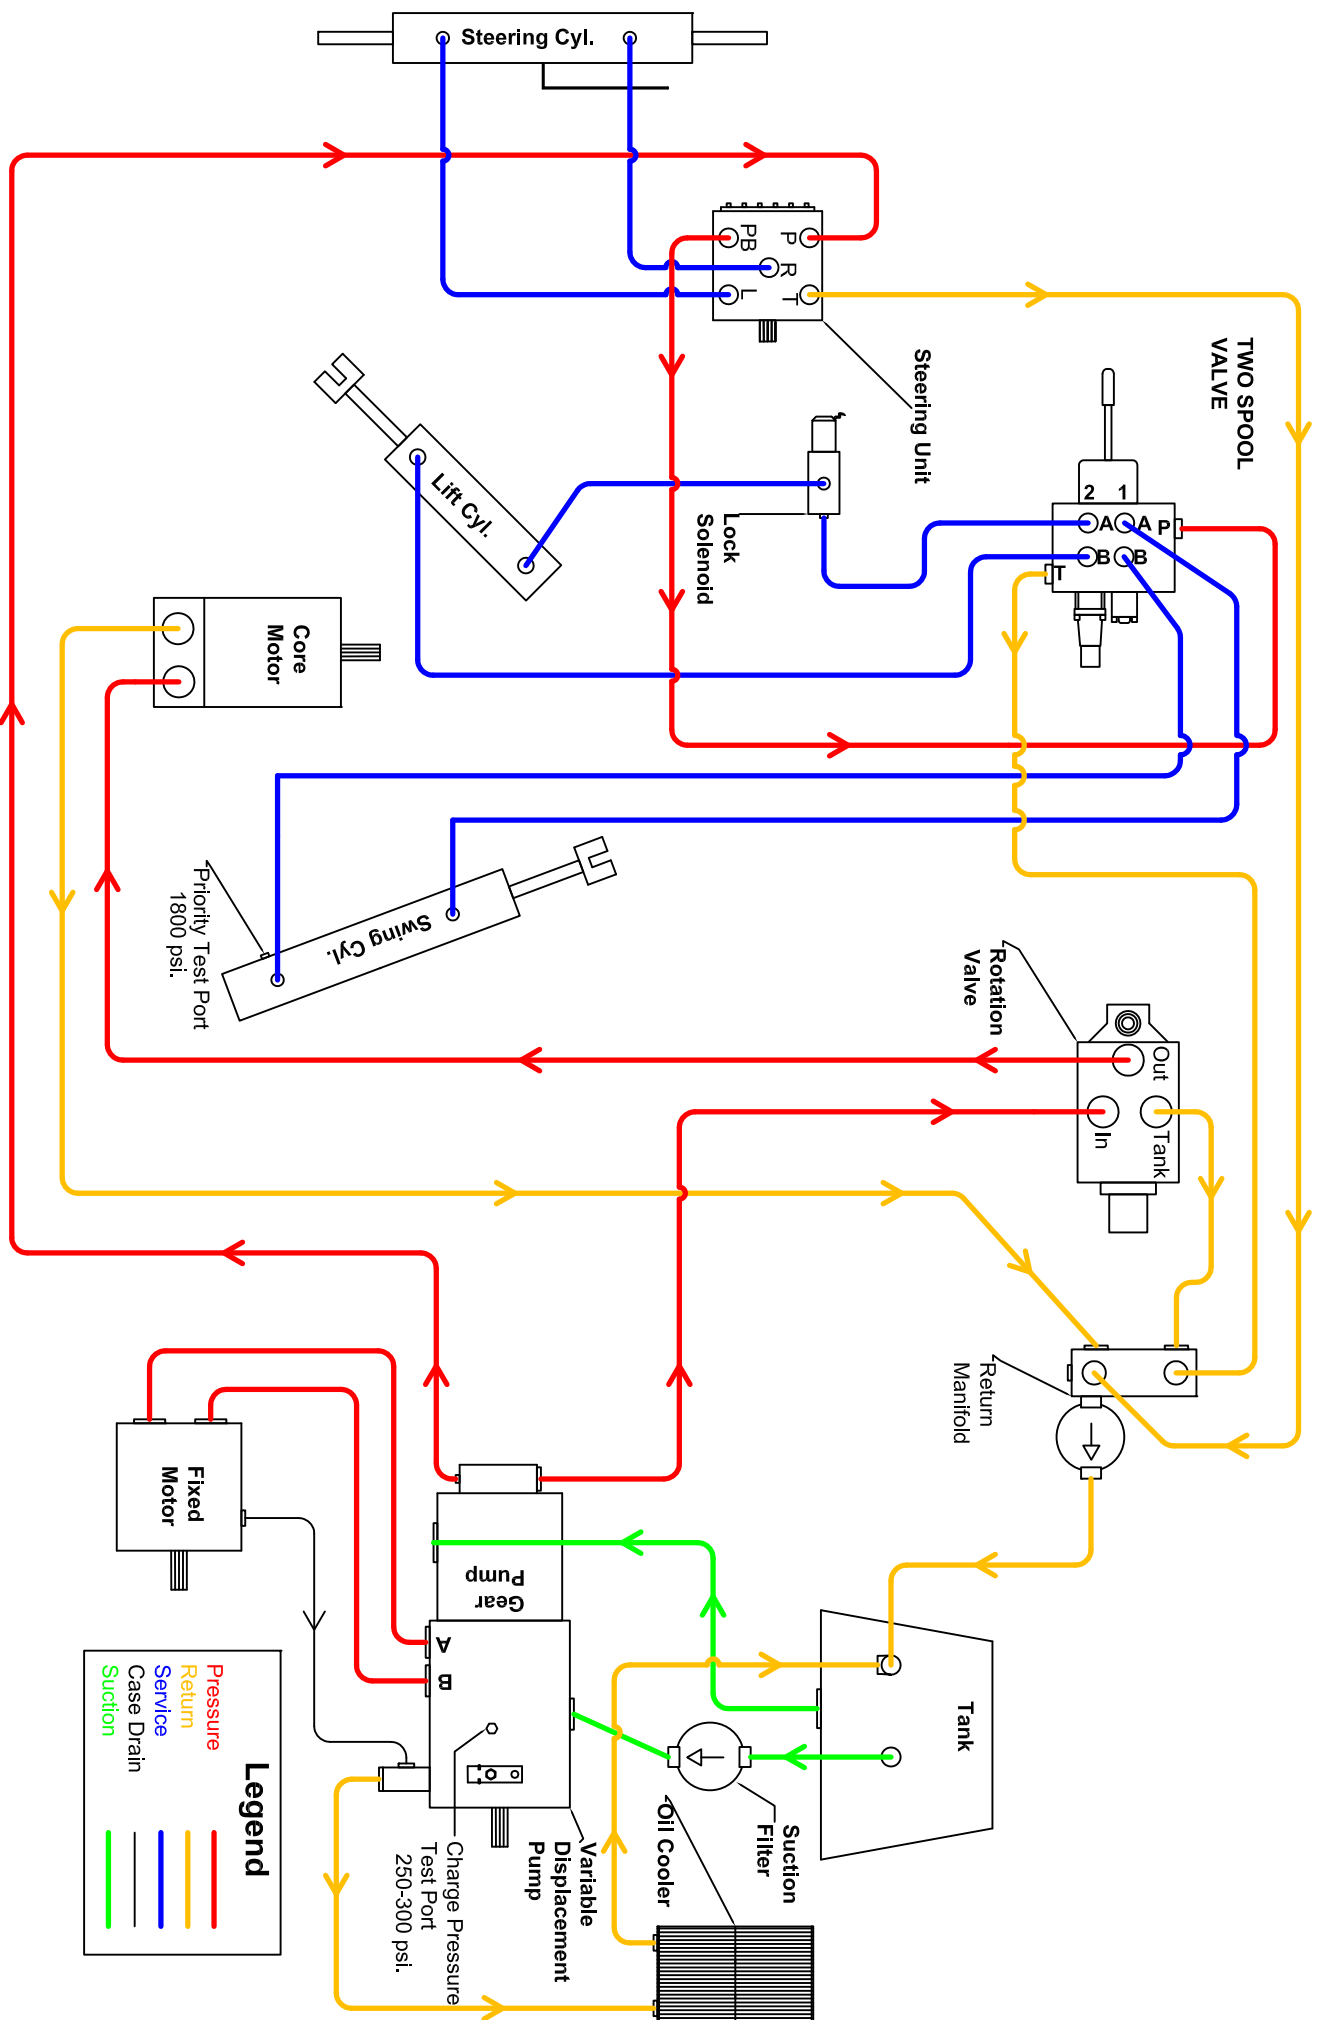 Steering Cyl.
P
PB
R
L
T
Steering Unit
TWO SPOOL
VALVE
2
1
A
A
P
B
B
T
Lift Cyl.
Lock
Solenoid
Core
Motor
Swing Cyl.
Priority Test Port
1800 psi.
Rotation
Valve
Out
Tank
In
Return
Manifold
Fixed
Motor
Gear
Pump
A
B
Tank
Suction
Filter
Oil Cooler
Variable
Displacement
Pump
Charge Pressure
Test Port
250-300 psi.
Legend
Pressure
Return
Service
Case Drain
Suction